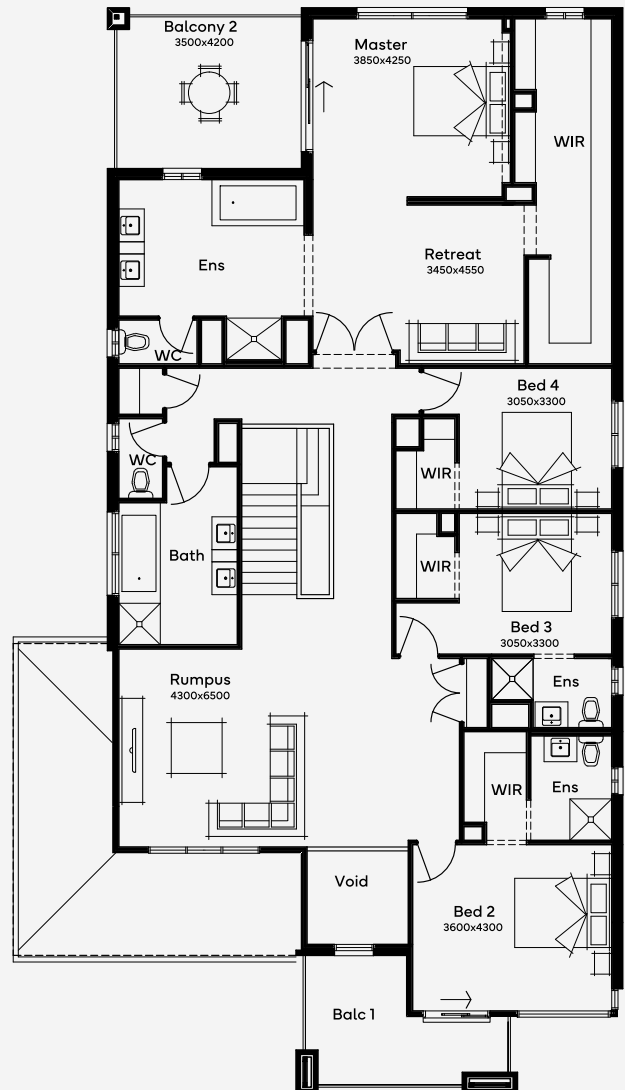 Balcony 2
3500x4200
Master
3850x4250
WIR
Ens
Retreat
3450x4550
WC
Bed 4
3050x3300
WC
WIR
Bath
WIR
Bed 3
3050x3300
Rumpus
4300x6500
Ens
WIR
Ens
Void
Bed 2
3600x4300
Balc 1